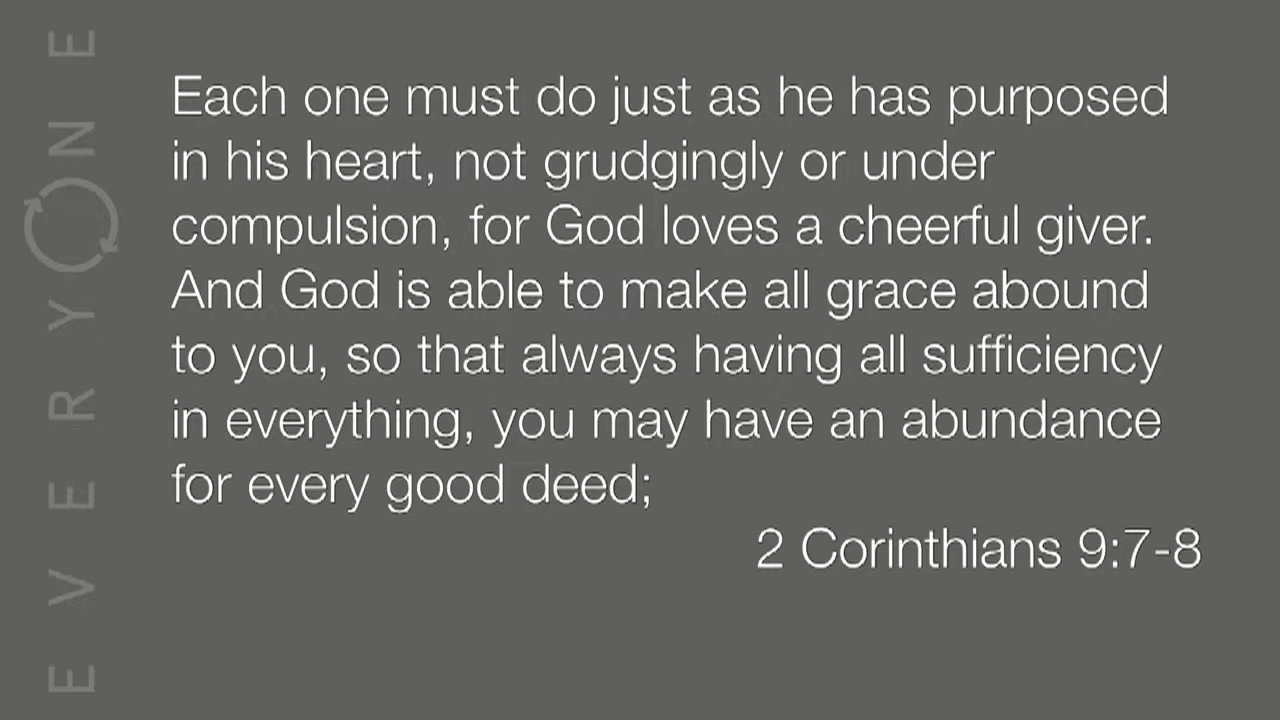 EVERYONE
Each one must do just as he has purposed
in his heart, not grudgingly or under
compulsion, for God loves a cheerful giver.
And God is able to make all grace abound
to you, so that always having all sufficiency
in everything, you may have an abundance
for every good deed;
2 Corinthians 9:7-8